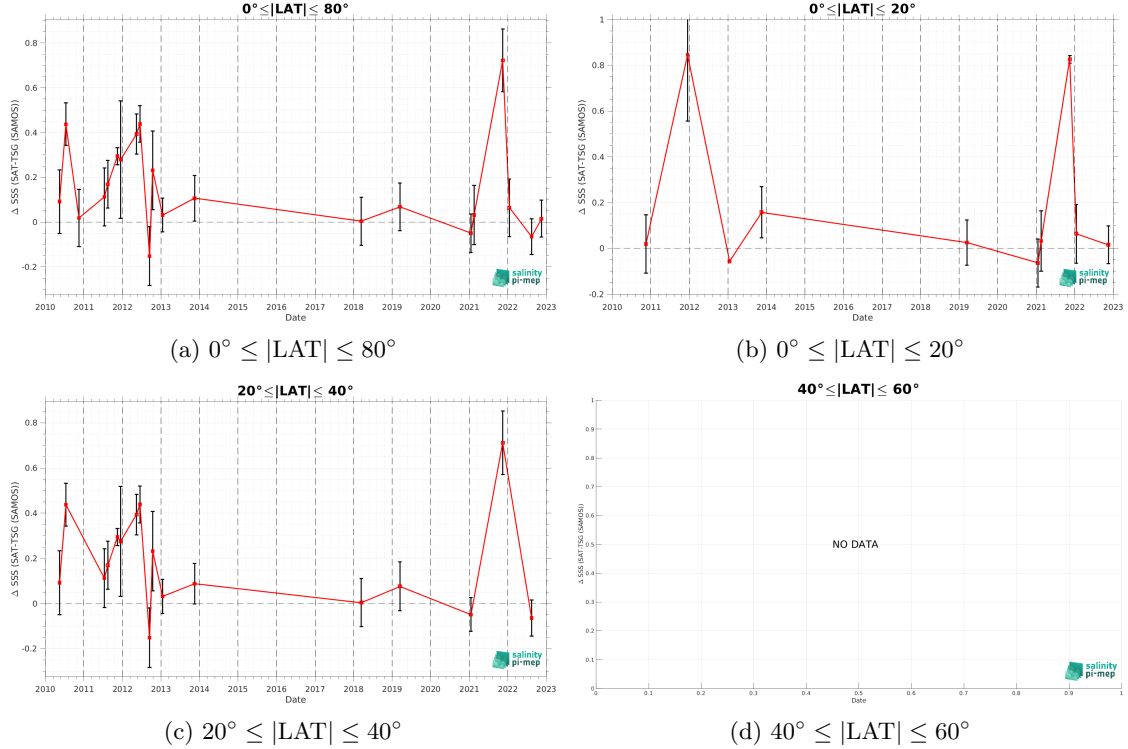 0°≤|LAT|≤ 80°
Δ SSS (SAT-TSG (SAMOS))
0.8
0.6
0.4
0.2
0
-0.2
2010 2011 2012 2013 2014 2015 2016 2017 2018 2019 2020 2021 2022 2023
Date
salinity
pi-mep
(a) 0° ≤ |LAT| ≤ 80°
0°≤|LAT|≤ 20°
Δ SSS (SAT-TSG (SAMOS))
1
0.8
0.6
0.4
0.2
0
-0.2
2010 2011 2012 2013 2014 2015 2016 2017 2018 2019 2020 2021 2022 2023
Date
salinity
pi-mep
(b) 0° ≤ |LAT| ≤ 20°
20°≤|LAT|≤ 40°
Δ SSS (SAT-TSG (SAMOS))
0.8
0.6
0.4
0.2
0
-0.2
2010 2011 2012 2013 2014 2015 2016 2017 2018 2019 2020 2021 2022 2023
Date
salinity
pi-mep
(c) 20° ≤ |LAT| ≤ 40°
40°≤|LAT|≤ 60°
Δ SSS (SAT-TSG (SAMOS))
1
0.9
0.8
0.7
0.6
0.5
0.4
0.3
0.2
0.1
0
NO DATA
0 0.1 0.2 0.3 0.4 0.5 0.6 0.7 0.8 0.9 1
Date
salinity
pi-mep
(d) 40° ≤ |LAT| ≤ 60°